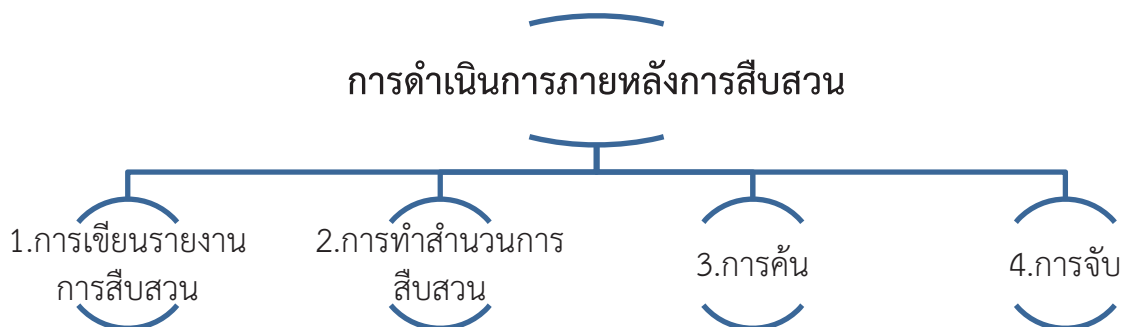 การดำเนินการภายหลังการสืบสวน
1.การเขียนรายงาน
การสืบสวน
2.การทำสำนวนการ
สืบสวน
3.การค้น
4.การจับ